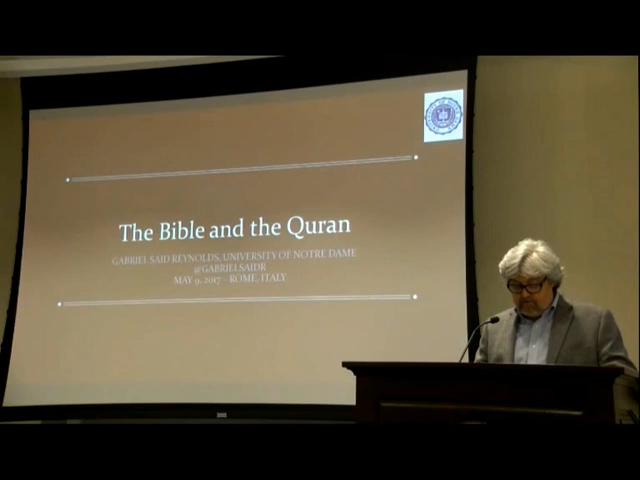 The Bible and the Quran
GABRIEL SAID REYNOLDS, UNIVERSITY OF NOTRE DAME
@GABRIELSAIDR
MAY 9, 2017 – ROME, ITALY